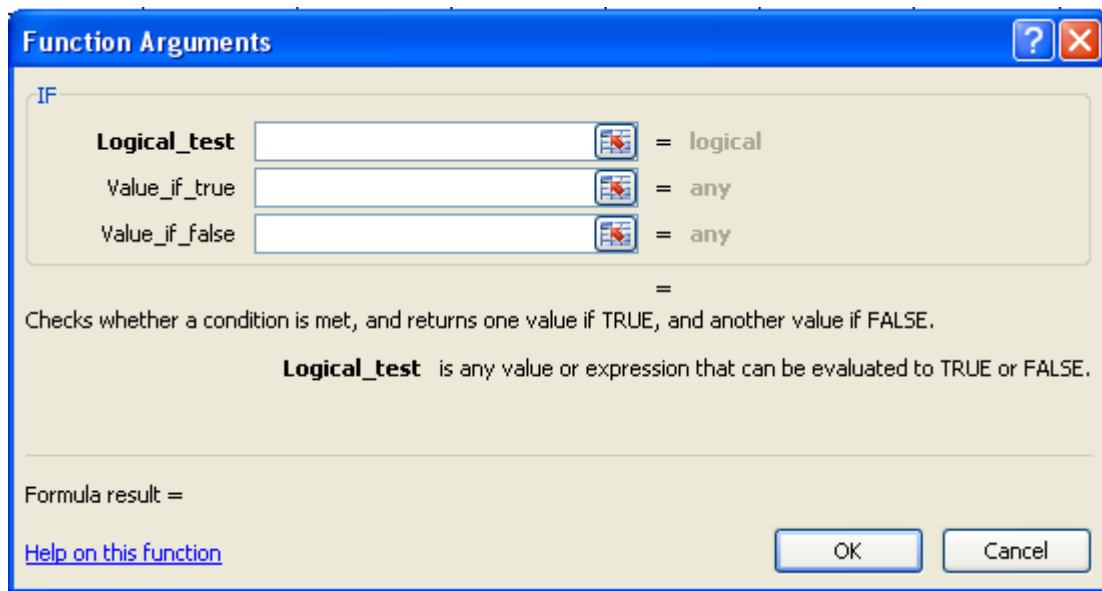 Function Arguments
?
IF
Logical_test = logical
Value_if_true = any
Value_if_false = any
=
Checks whether a condition is met, and returns one value if TRUE, and another value if FALSE.
Logical_test is any value or expression that can be evaluated to TRUE or FALSE.
Formula result =
Help on this function
OK Cancel